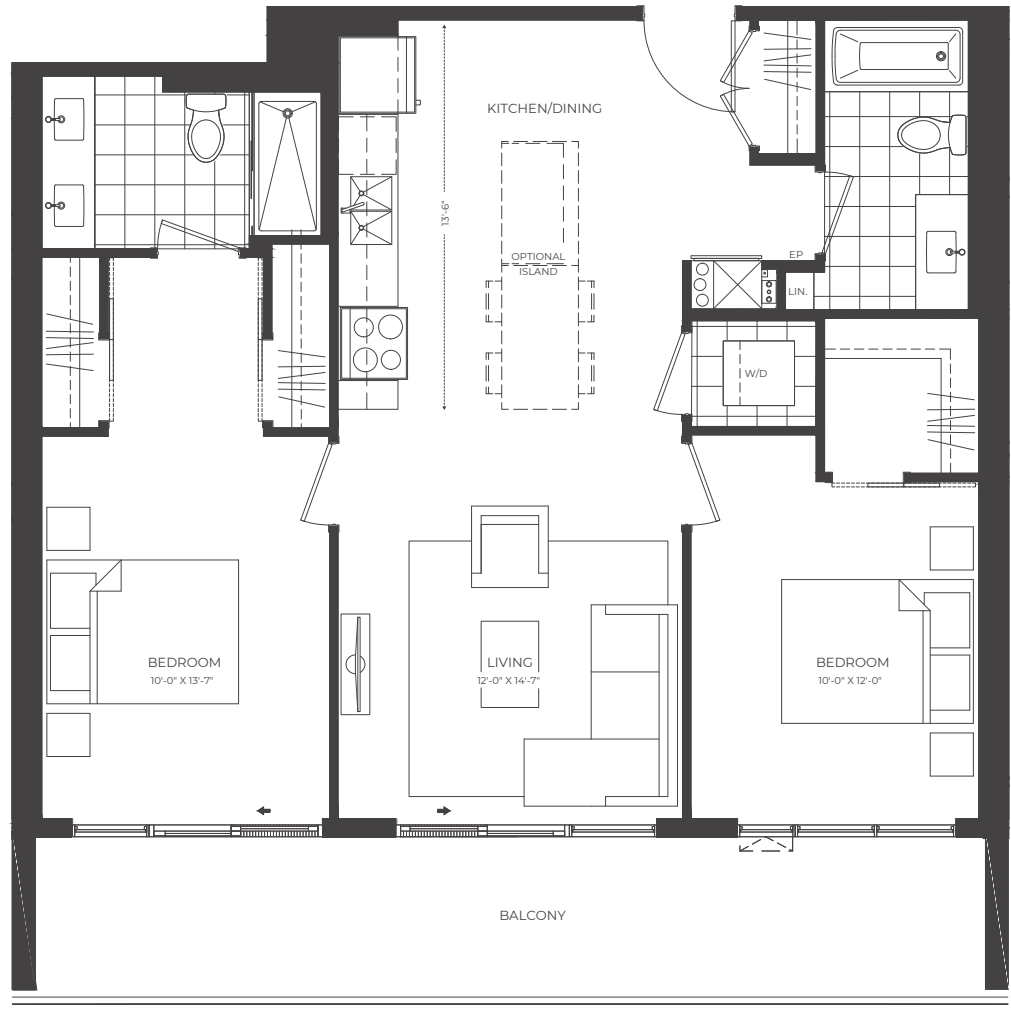 KITCHEN/DINING
13'-6"
OPTIONAL
ISLAND
EP
LIN.
W/D
BEDROOM
10'-0" X 13'-7"
LIVING
12'-0" X 14'-7"
BEDROOM
10'-0" X 12'-0"
BALCONY